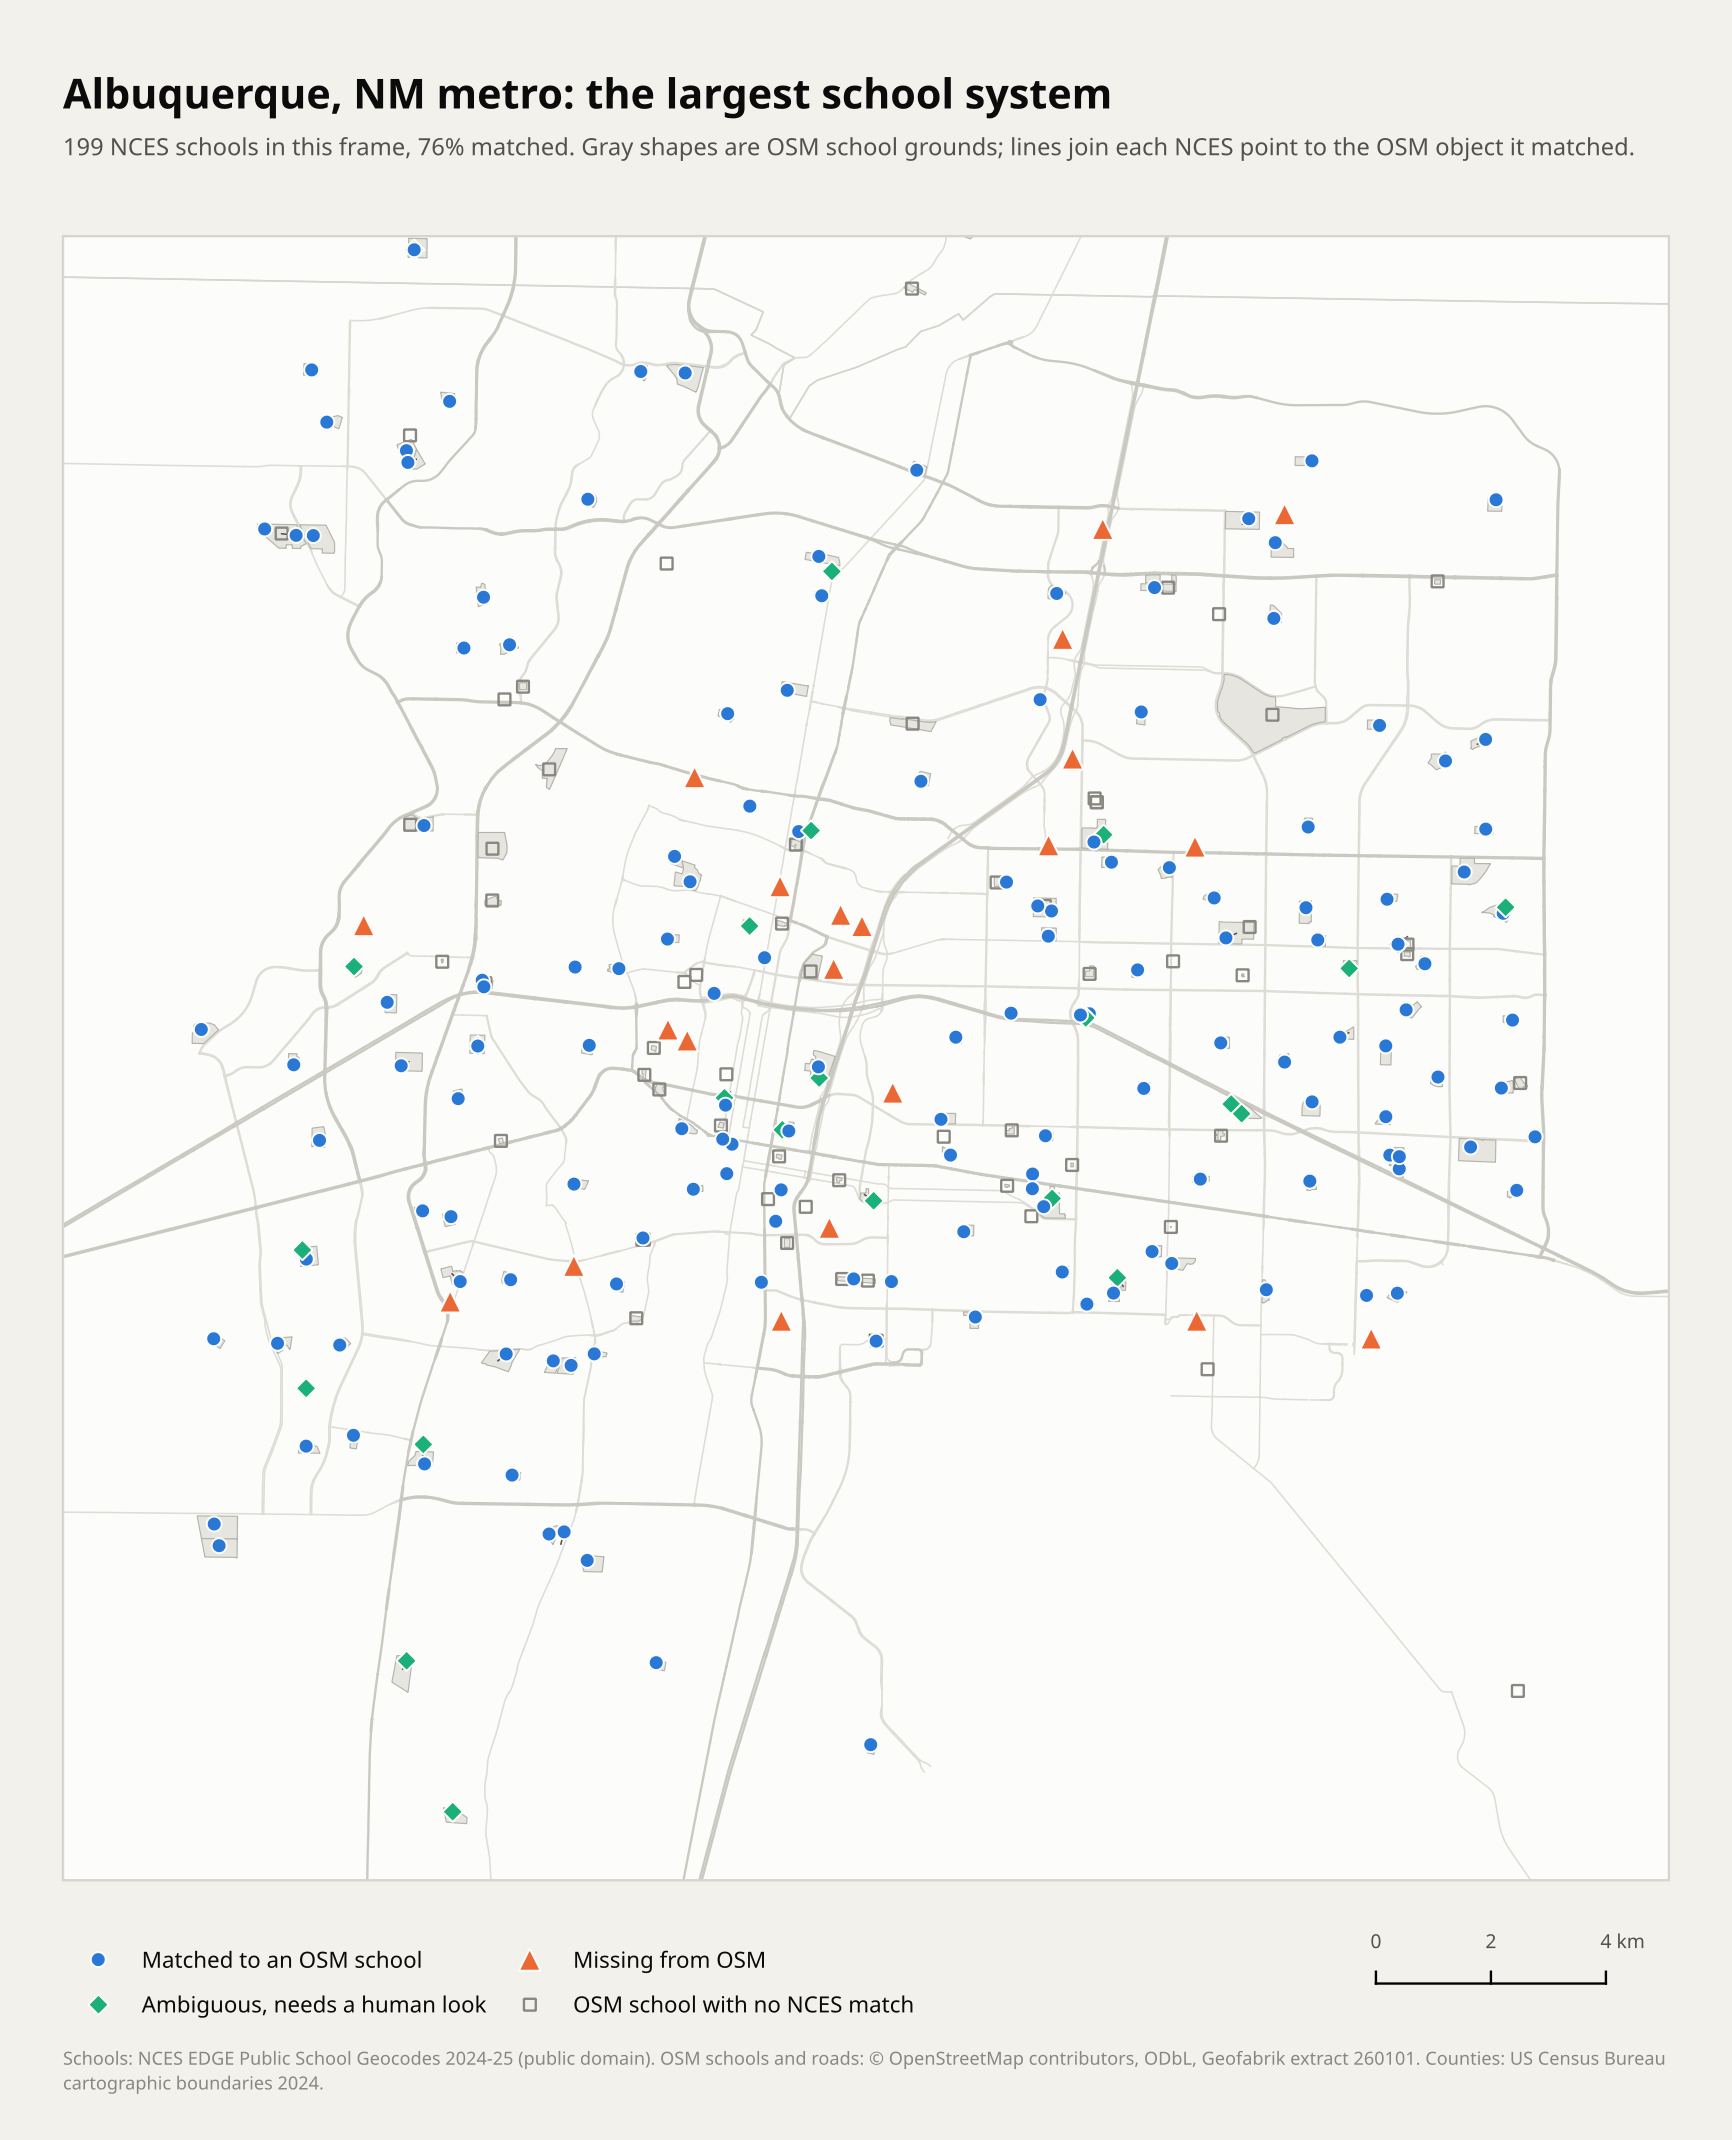 Albuquerque, NM metro: the largest school system
199 NCES schools in this frame, 76% matched. Gray shapes are OSM school grounds; lines join each NCES point to the OSM object it matched.
Matched to an OSM school
Missing from OSM
Ambiguous, needs a human look
OSM school with no NCES match
0 2 4 km
Schools: NCES EDGE Public School Geocodes 2024-25 (public domain). OSM schools and roads: © OpenStreetMap contributors, ODbL, Geofabrik extract 260101. Counties: US Census Bureau
cartographic boundaries 2024.